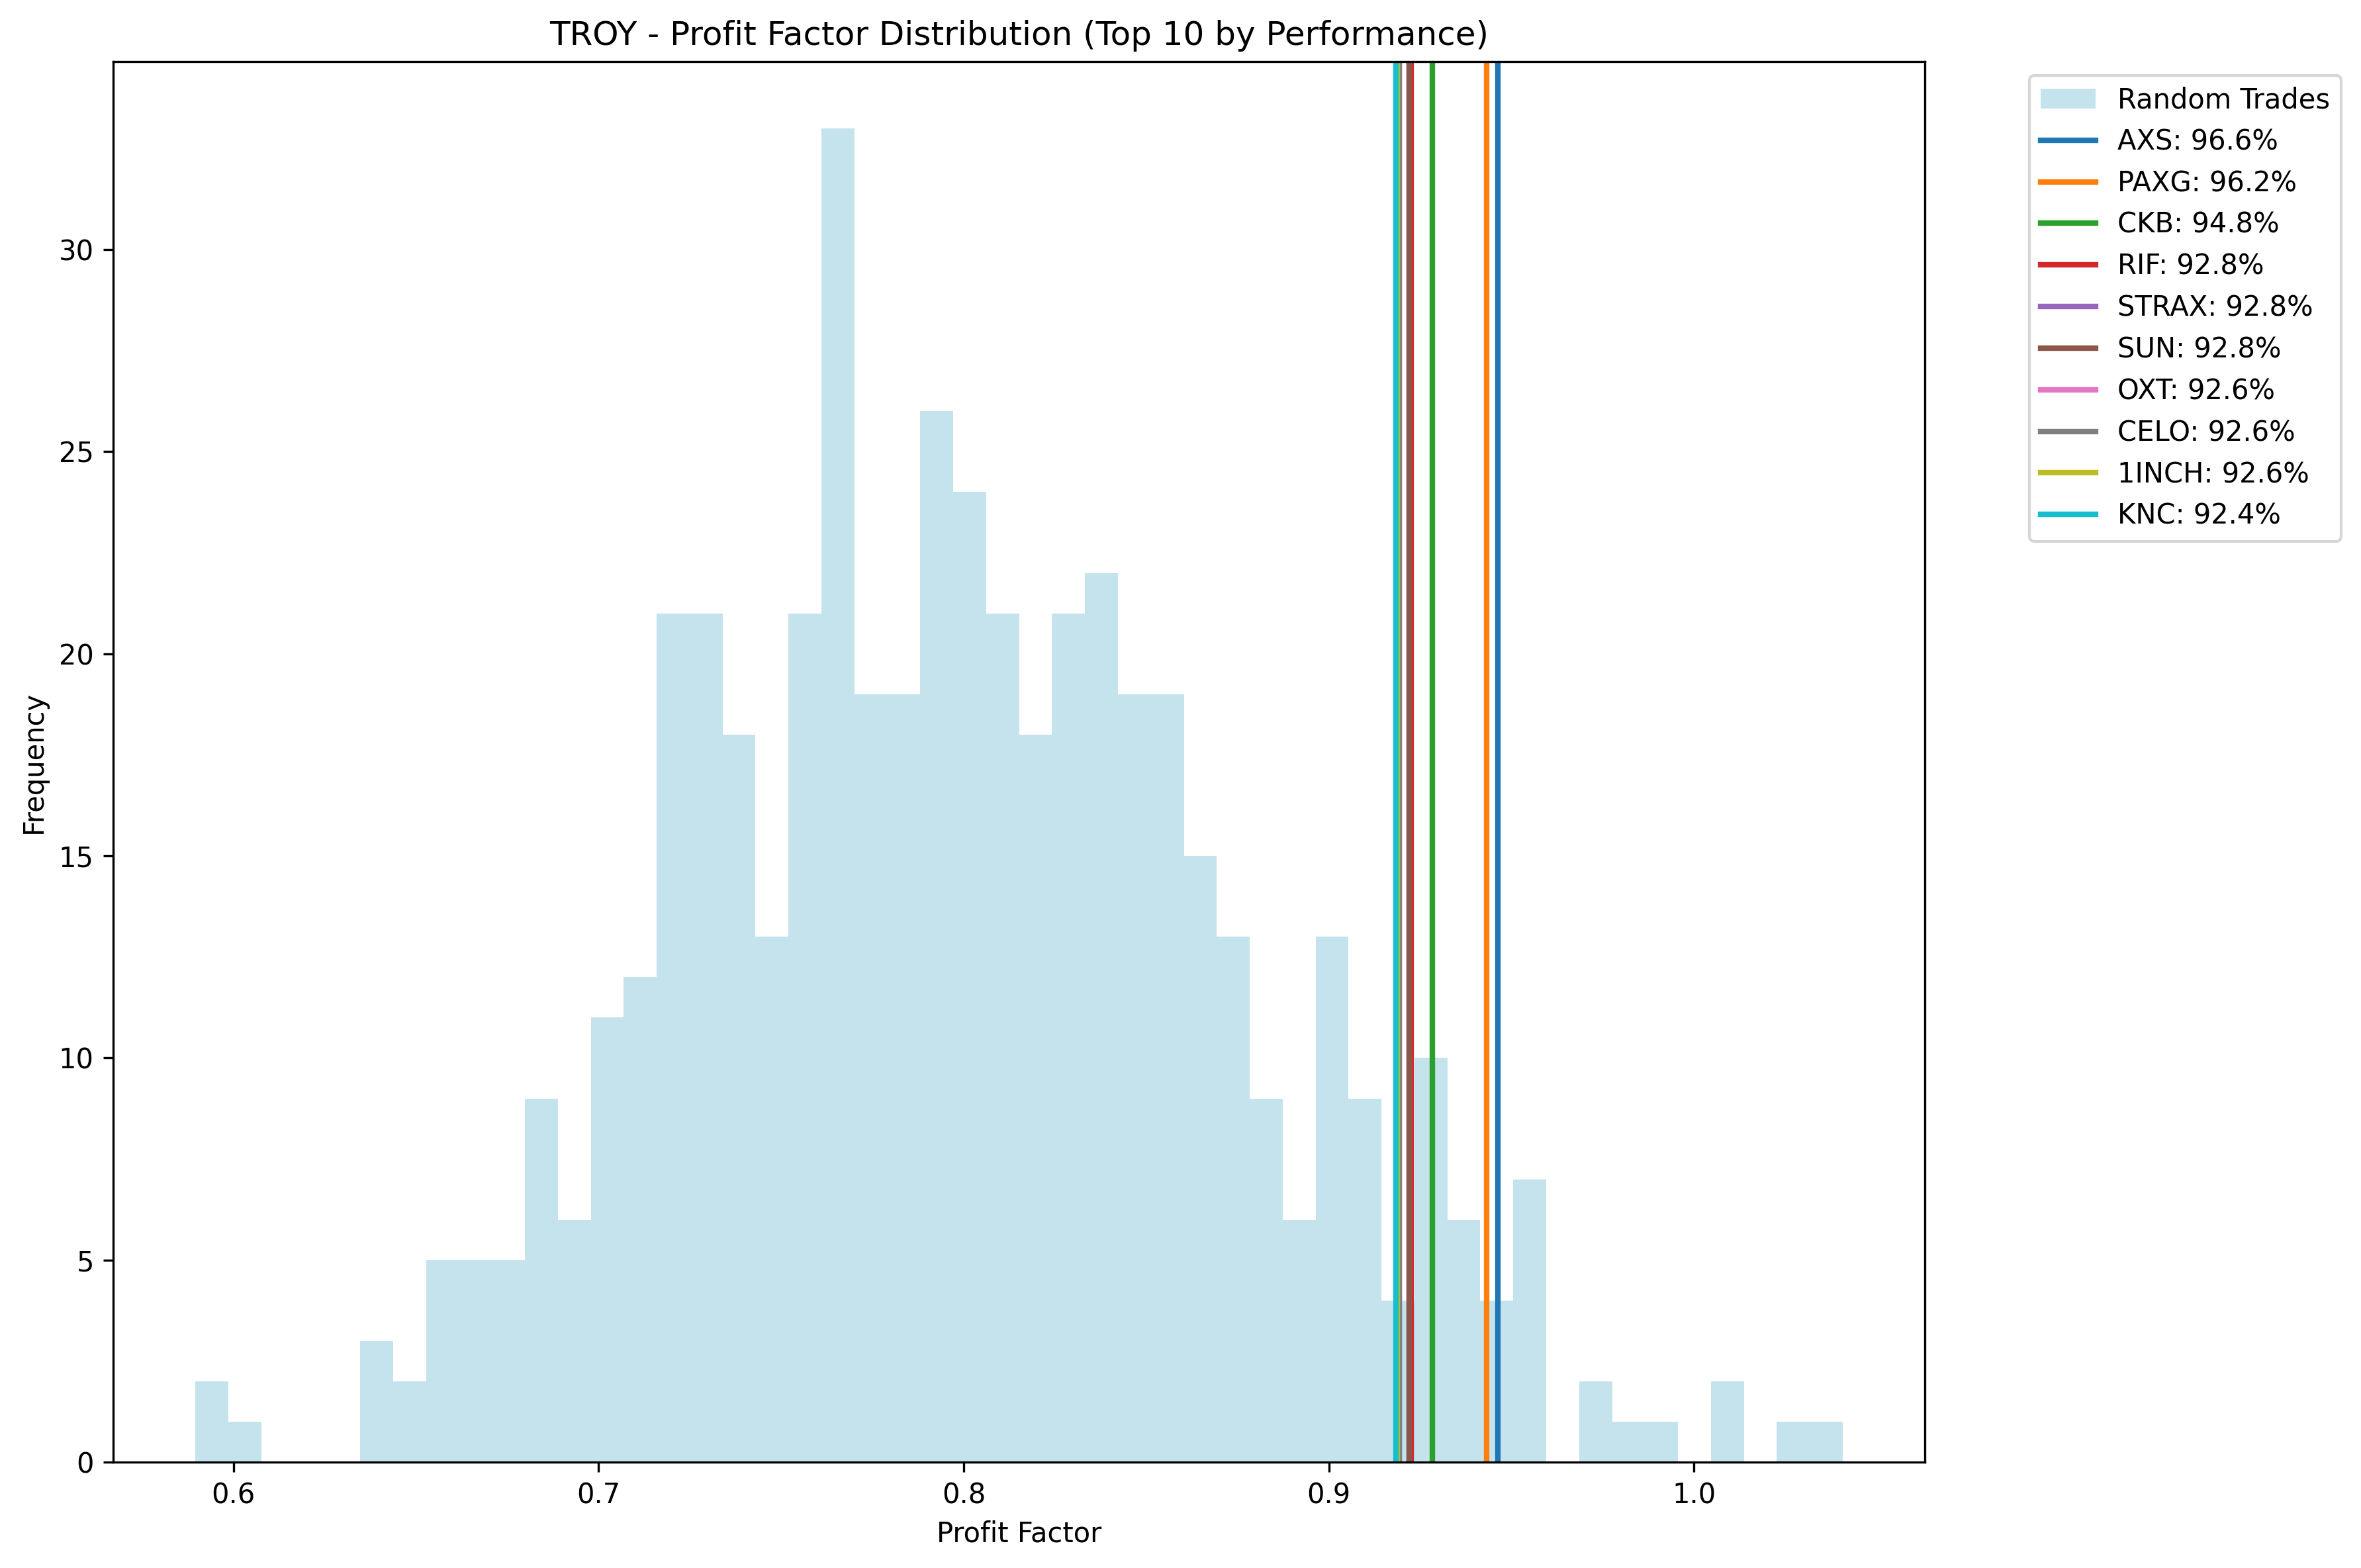 TROY - Profit Factor Distribution (Top 10 by Performance)
Random Trades
AXS: 96.6%
PAXG: 96.2%
CKB: 94.8%
RIF: 92.8%
STRAX: 92.8%
SUN: 92.8%
OXT: 92.6%
CELO: 92.6%
1INCH: 92.6%
KNC: 92.4%
Frequency
30
25
20
15
10
5
0
0.6 0.7 0.8 0.9 1.0
Profit Factor